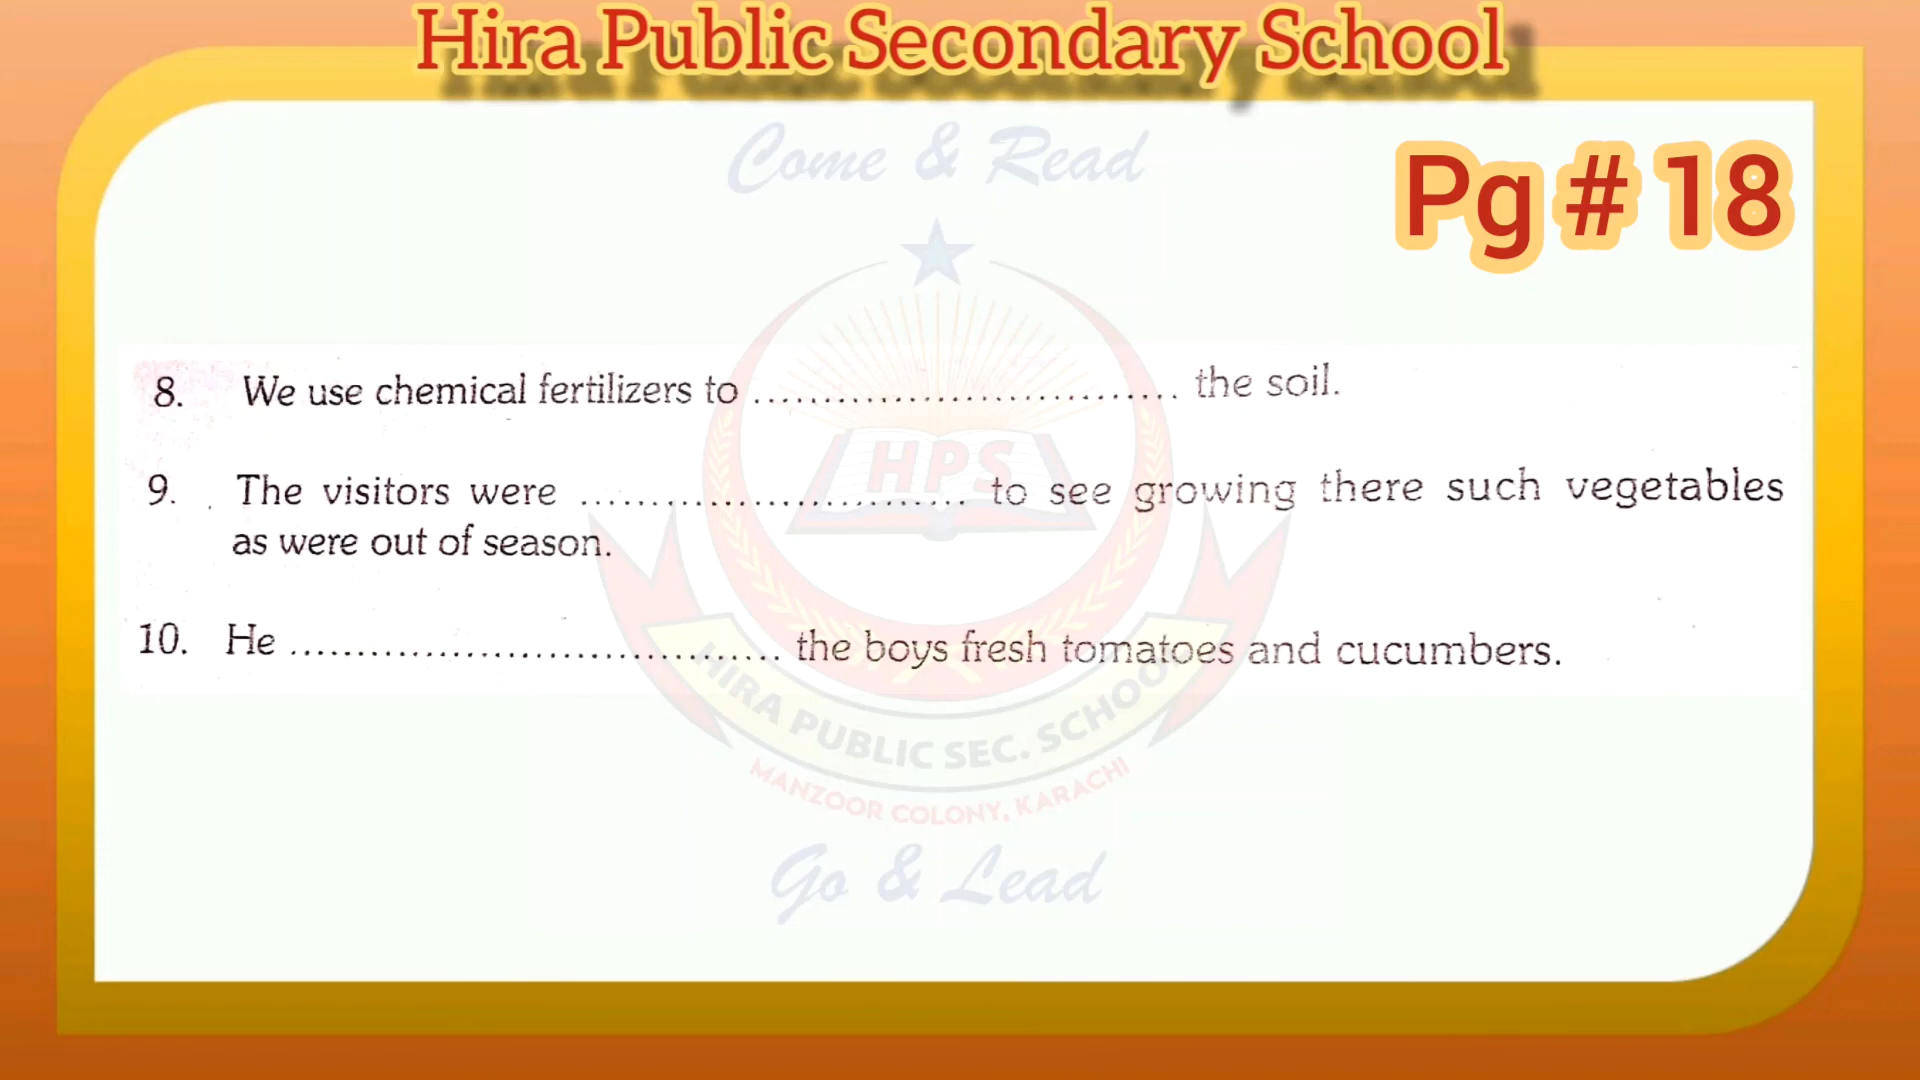 Hira Public Secondary School
Come & Read
Pg # 18
8. We use chemical fertilizers to .............................. the soil.
HPS
9. The visitors were ........................... to see growing there such vegetables
as were out of season.
10. He .................................... the boys fresh tomatoes and cucumbers.
HIRA PUBLIC SEC. SCHOOL
MANZOOR COLONY, KARACHI
Go & Lead